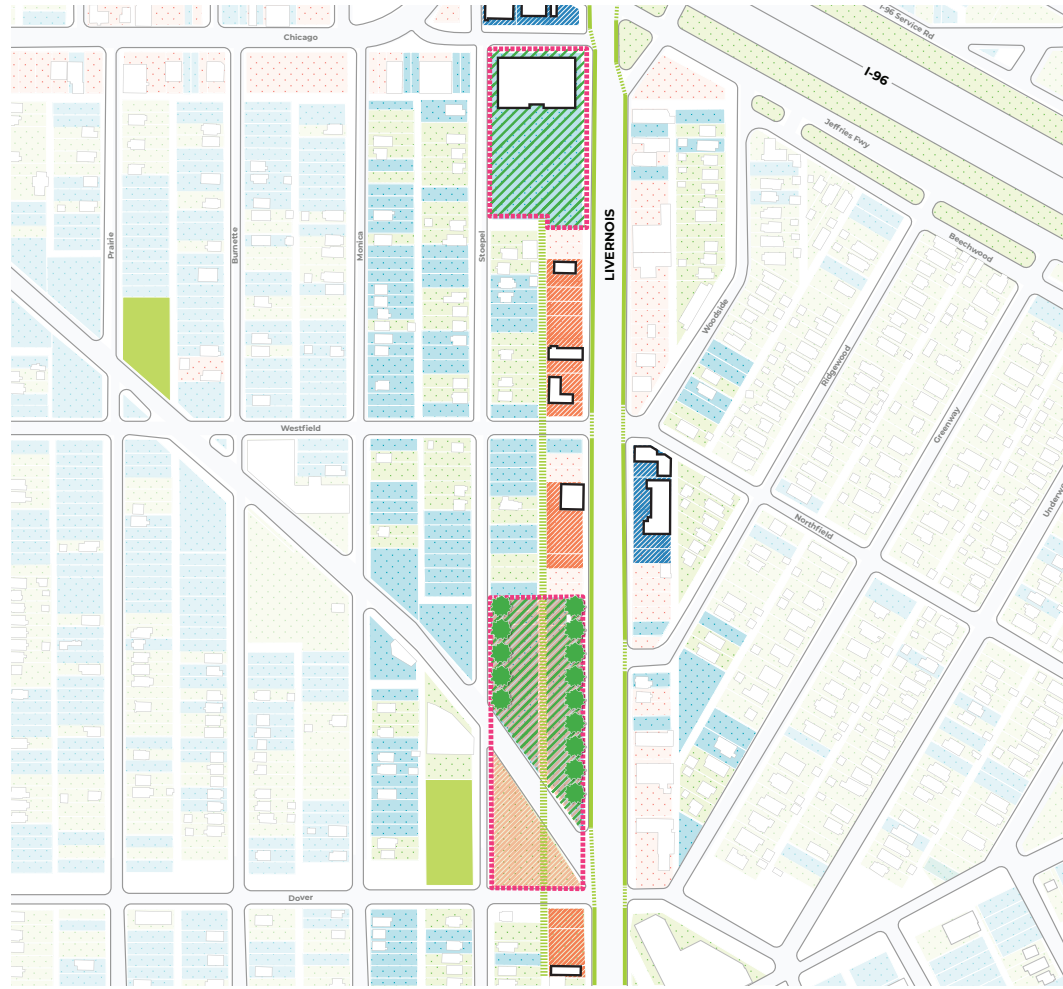 I-96 Service Rd
Chicago
I-96
Jeffries Fwy
LIVERNOIS
Prairie
Burnette
Monica
Stoepel
Beechwood
Woodside
Ridgewood
Greenway
Westfield
Northfield
Dover